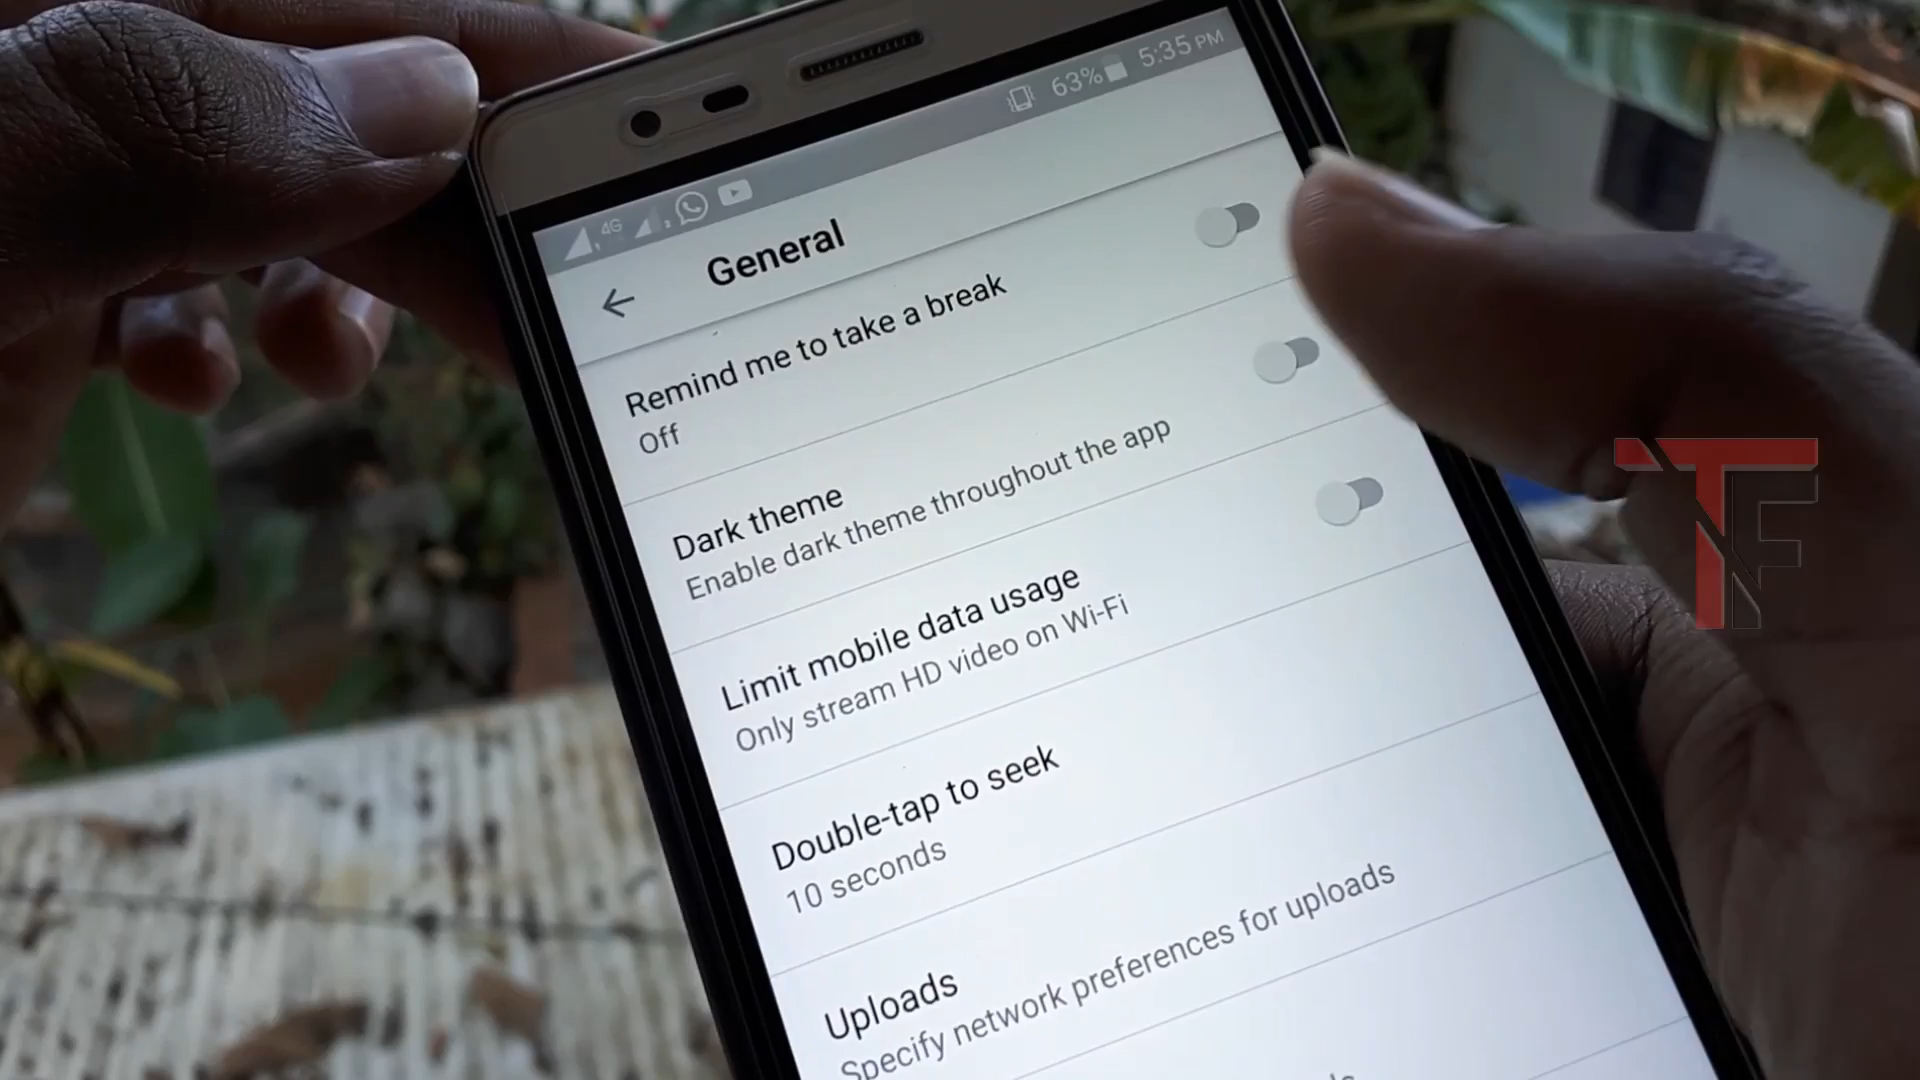 63% 5:35 PM
4G
General
Remind me to take a break
Off
Dark theme
Enable dark theme throughout the app
Limit mobile data usage
Only stream HD video on Wi-Fi
Double-tap to seek
10 seconds
Uploads
Specify network preferences for uploads
TF